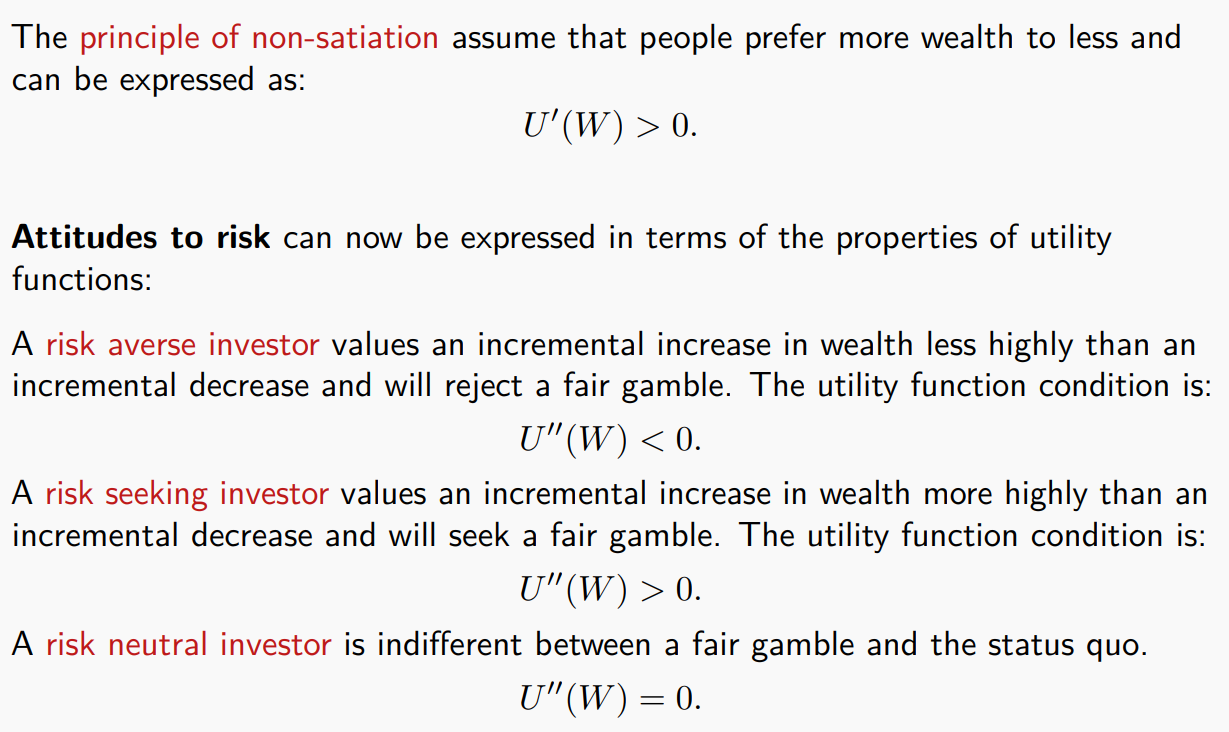 The principle of non-satiation assume that people prefer more wealth to less and
can be expressed as:
U′(W) > 0.
Attitudes to risk can now be expressed in terms of the properties of utility
functions:
A risk averse investor values an incremental increase in wealth less highly than an
incremental decrease and will reject a fair gamble. The utility function condition is:
U′′(W) < 0.
A risk seeking investor values an incremental increase in wealth more highly than an
incremental decrease and will seek a fair gamble. The utility function condition is:
U′′(W) > 0.
A risk neutral investor is indifferent between a fair gamble and the status quo.
U′′(W) = 0.